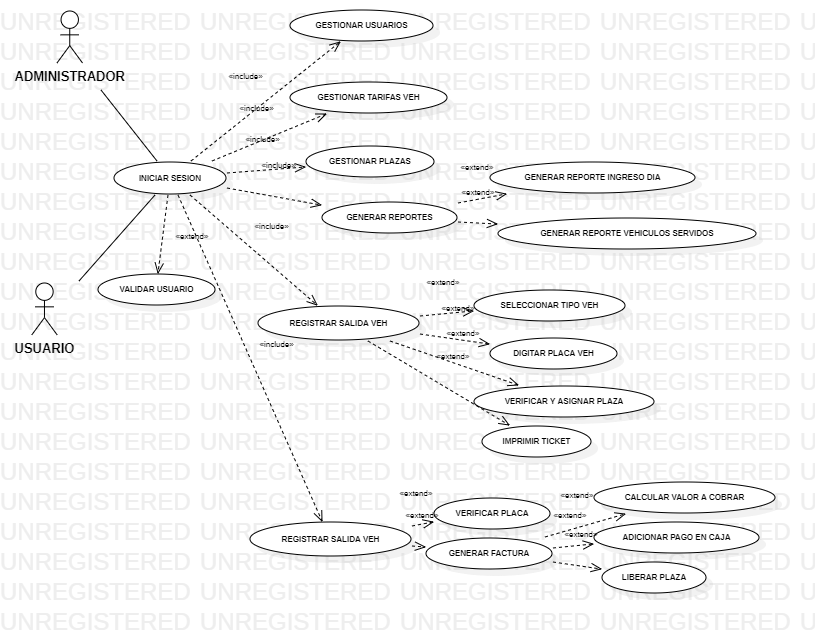 GESTIONAR USUARIOS
ADMINISTRADOR
«include»
GESTIONAR TARIFAS VEH
«include»
«include»
GESTIONAR PLAZAS
«include»
INICIAR SESION
«extend»
GENERAR REPORTE INGRESO DIA
«extend»
GENERAR REPORTES
GENERAR REPORTE VEHICULOS SERVIDOS
«include»
«extend»
VALIDAR USUARIO
USUARIO
«extend»
SELECCIONAR TIPO VEH
«extend»
REGISTRAR SALIDA VEH
«extend»
DIGITAR PLACA VEH
«include»
«extend»
VERIFICAR Y ASIGNAR PLAZA
IMPRIMIR TICKET
«extend»
VERIFICAR PLACA
«extend»
«extend»
CALCULAR VALOR A COBRAR
«extend»
REGISTRAR SALIDA VEH
GENERAR FACTURA
«extend»
ADICIONAR PAGO EN CAJA
LIBERAR PLAZA
UNREGISTERED UNREGISTERED UNREGISTERED UNREGISTERED